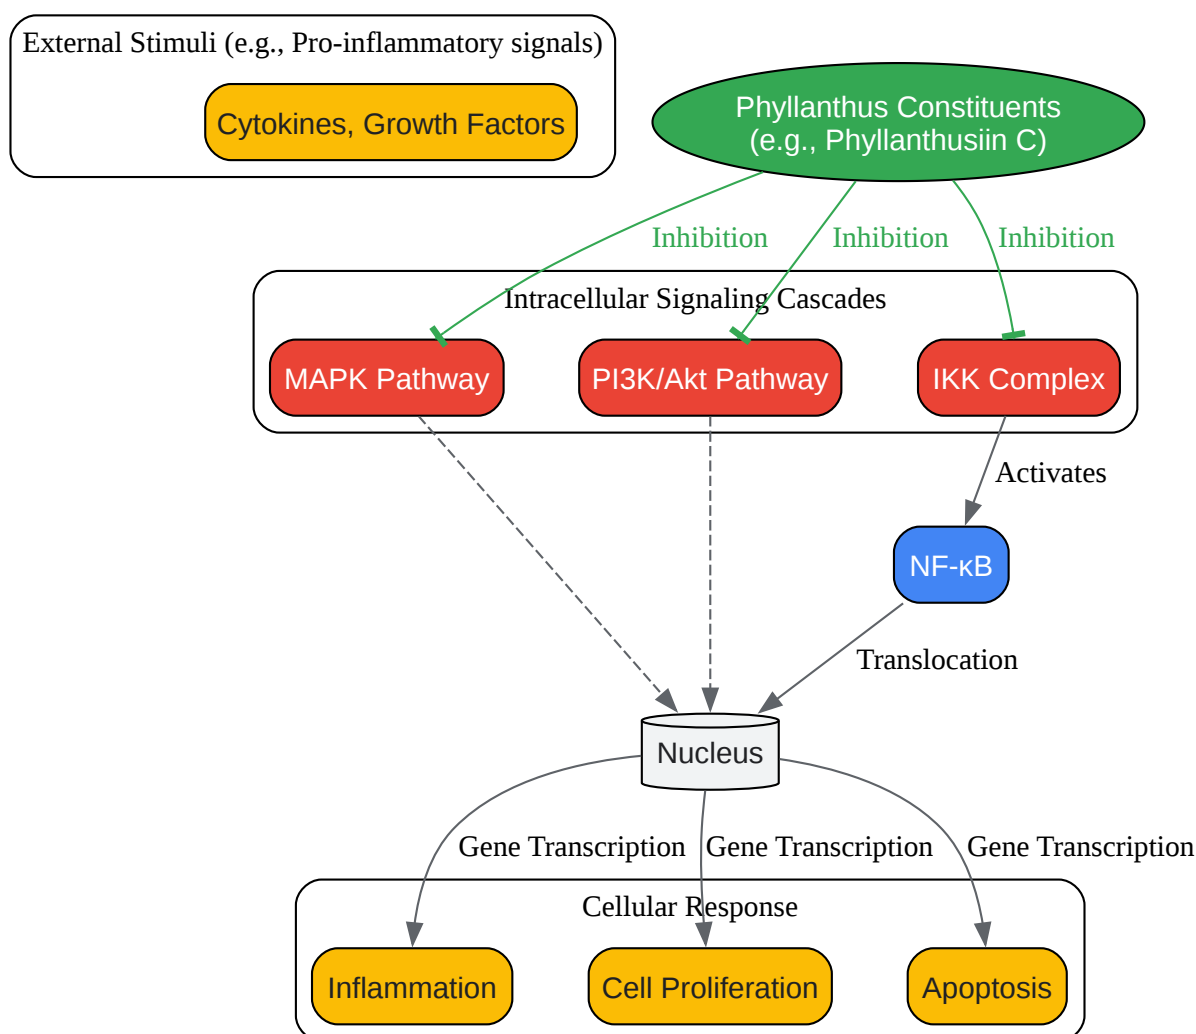 External Stimuli (e.g., Pro-inflammatory signals)
Cytokines, Growth Factors
Phyllanthus Constituents
(e.g., Phyllanthusiin C)
Inhibition
Inhibition
Inhibition
Intracellular Signaling Cascades
MAPK Pathway
PI3K/Akt Pathway
IKK Complex
Activates
NF-κB
Translocation
Nucleus
Gene Transcription
Gene Transcription
Gene Transcription
Cellular Response
Inflammation
Cell Proliferation
Apoptosis